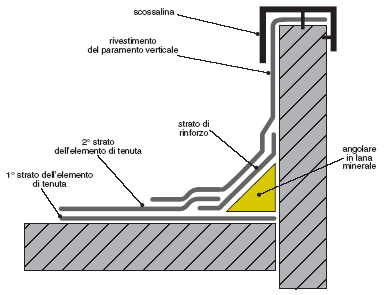 scossalina
rivestimento
del paramento verticale
strato di
rinforzo
angolare
in lana
minerale
2° strato
dell'elemento di tenuta
1° strato dell'elemento
di tenuta